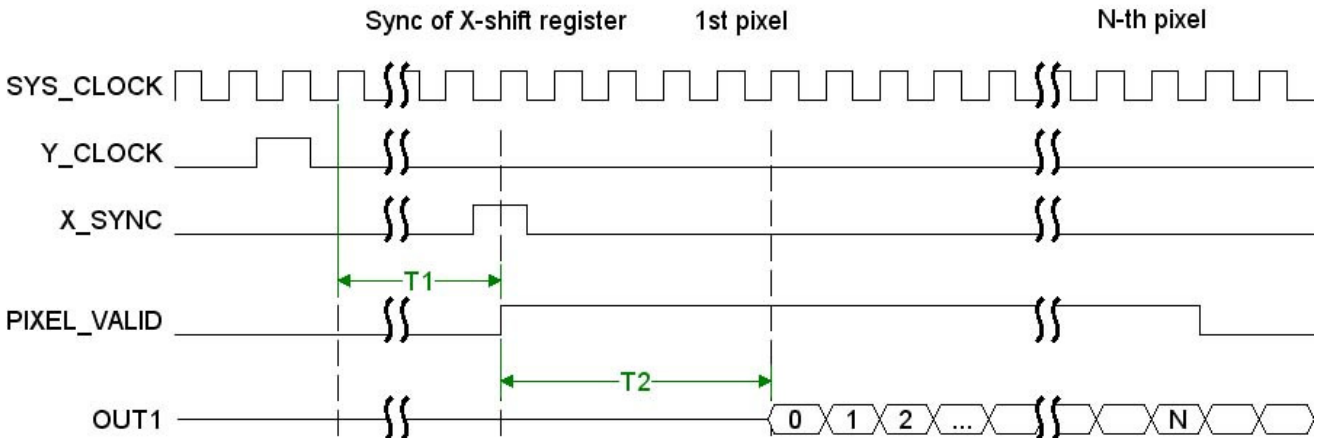 Sync of X-shift register 1st pixel N-th pixel
SYS_CLOCK
Y_CLOCK
X_SYNC
T1
PIXEL_VALID
T2
OUT1 0 1 2 ... N